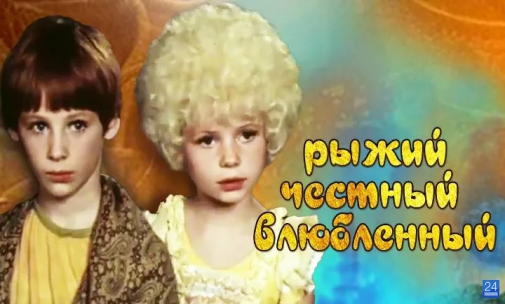 рыжий
честный
влюбленный
24